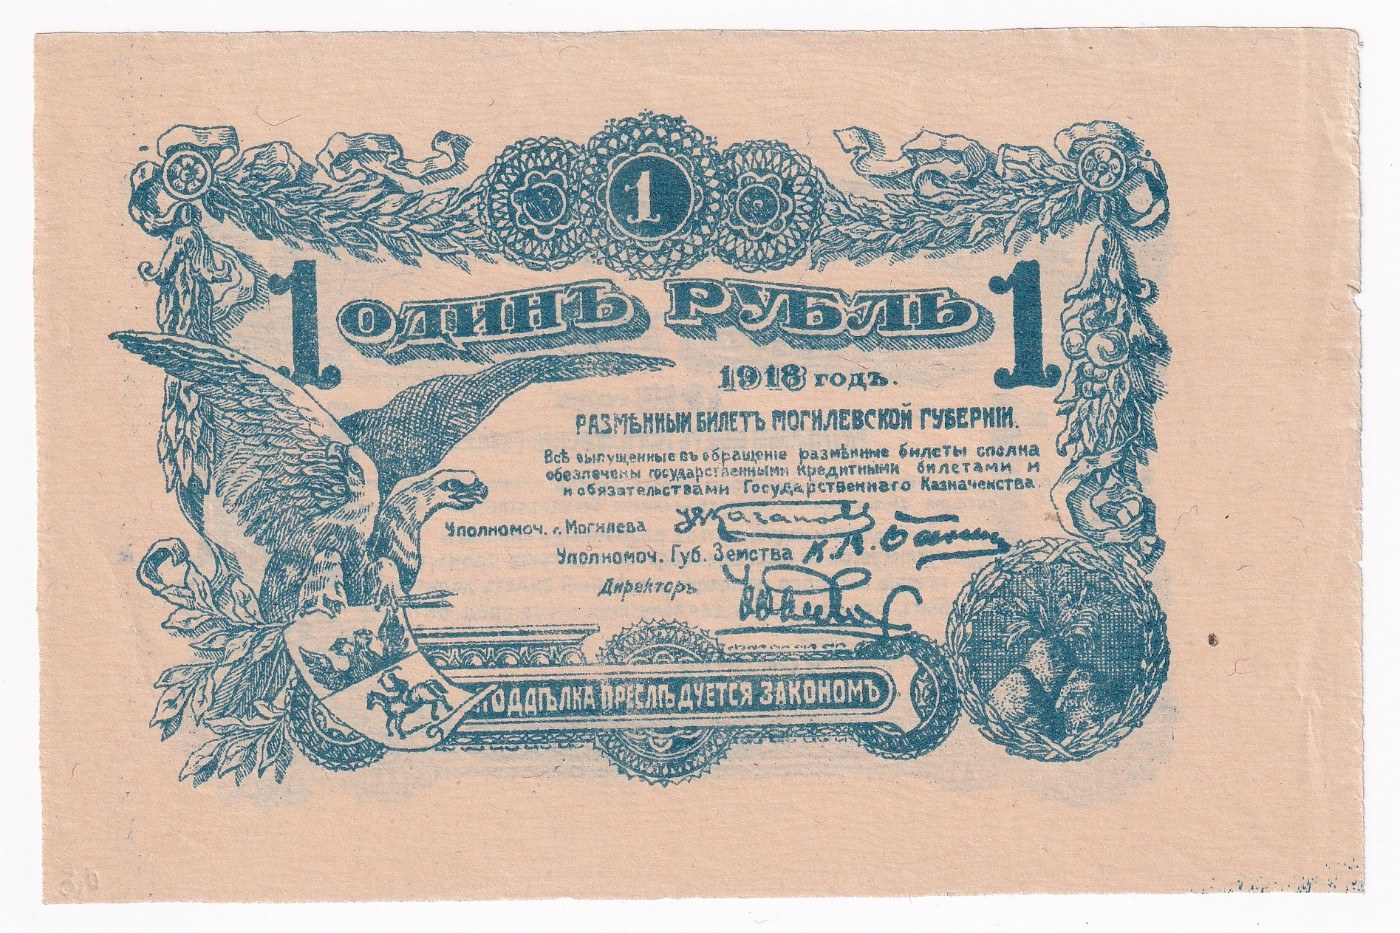 1
1 ОДИНЪ РУБЛЬ 1
1918 ГОДЪ.
РАЗМѢННЫЙ БИЛЕТЪ МОГИЛЕВСКОЙ ГУБЕРНІИ.
Всѣ выпущенные въ обращеніе размѣнные билеты сполна
обезпечены государственными кредитными билетами и
и обязательствами Государственнаго Казначейства.
Уполномоч. г. Могилева
Уполномоч. Губ. Земства
Директоръ
ПОДДѢЛКА ПРЕСЛѢДУЕТСЯ ЗАКОНОМЪ